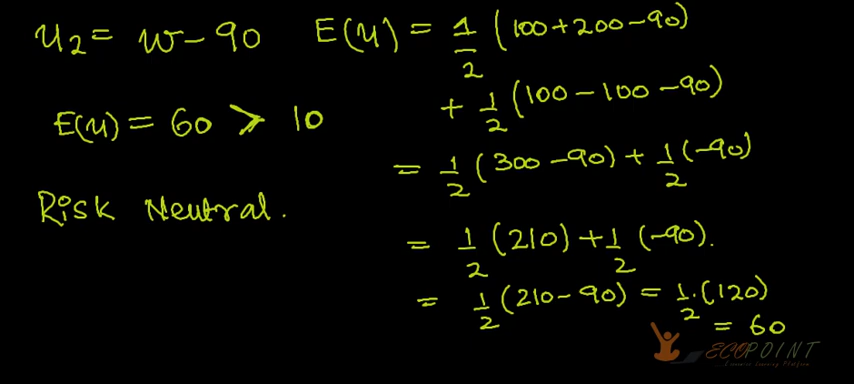 u₂ = w - 90
E(u) = 60 > 10
Risk Neutral.
E(u) = 1/2 (100+200-90)
+ 1/2 (100-100-90)
= 1/2 (300-90) + 1/2 (-90)
= 1/2 (210) + 1/2 (-90).
= 1/2 (210-90) = 1/2 . (120)
= 60
ECOPOINT